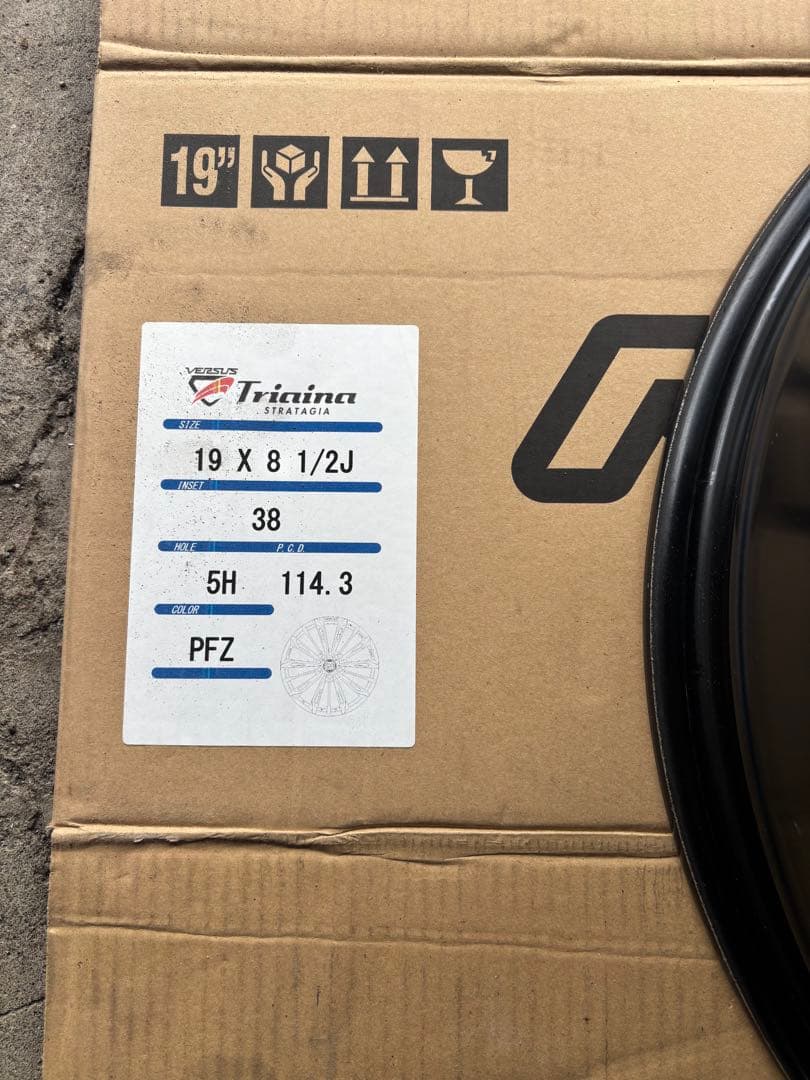 19"
VERSUS
Triaina
STRATAGIA
SIZE
19 X 8 1/2J
INSET
38
HOLE P.C.D.
5H 114.3
COLOR
PFZ